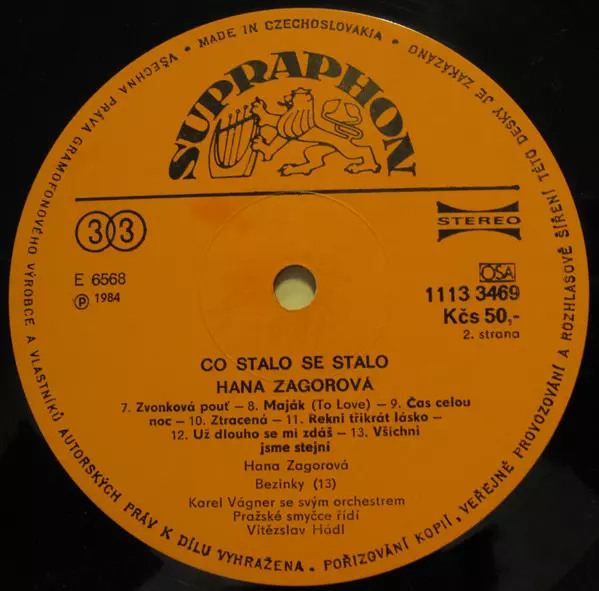 VŠECHNA PRÁVA GRAMOFONOVÉHO VÝROBCE A VLASTNÍKŮ AUTORSKÝCH PRÁV K DÍLU VYHRAŽENA. • POŘIZOVÁNÍ KOPIÍ, VEŘEJNÉ PROVOZOVÁNÍ A ROZHLASOVÉ ŠÍŘENÍ TÉTO DESKY JE ZAKÁZÁNO •
MADE IN CZECHOSLOVAKIA •
SUPRAPHON
33
STEREO
E 6568
℗ 1984
OSA
1113 3469
Kčs 50,-
2. strana
CO STALO SE STALO
HANA ZAGOROVÁ
7. Zvonková pouť – 8. Maják (To Love) – 9. Čas celou
noc – 10. Ztracená – 11. Rekni třikrát lásko –
12. Už dlouho se mi zdáš – 13. Všichni
jsme stejní
Hana Zagorová
Bezinky (13)
Karel Vágner se svým orchestrem
Pražské smyčce řídí
Vítězslav Hádl